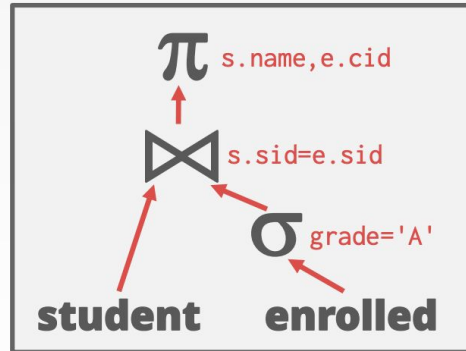 π s.name,e.cid
⋈ s.sid=e.sid
σ grade='A'
student enrolled